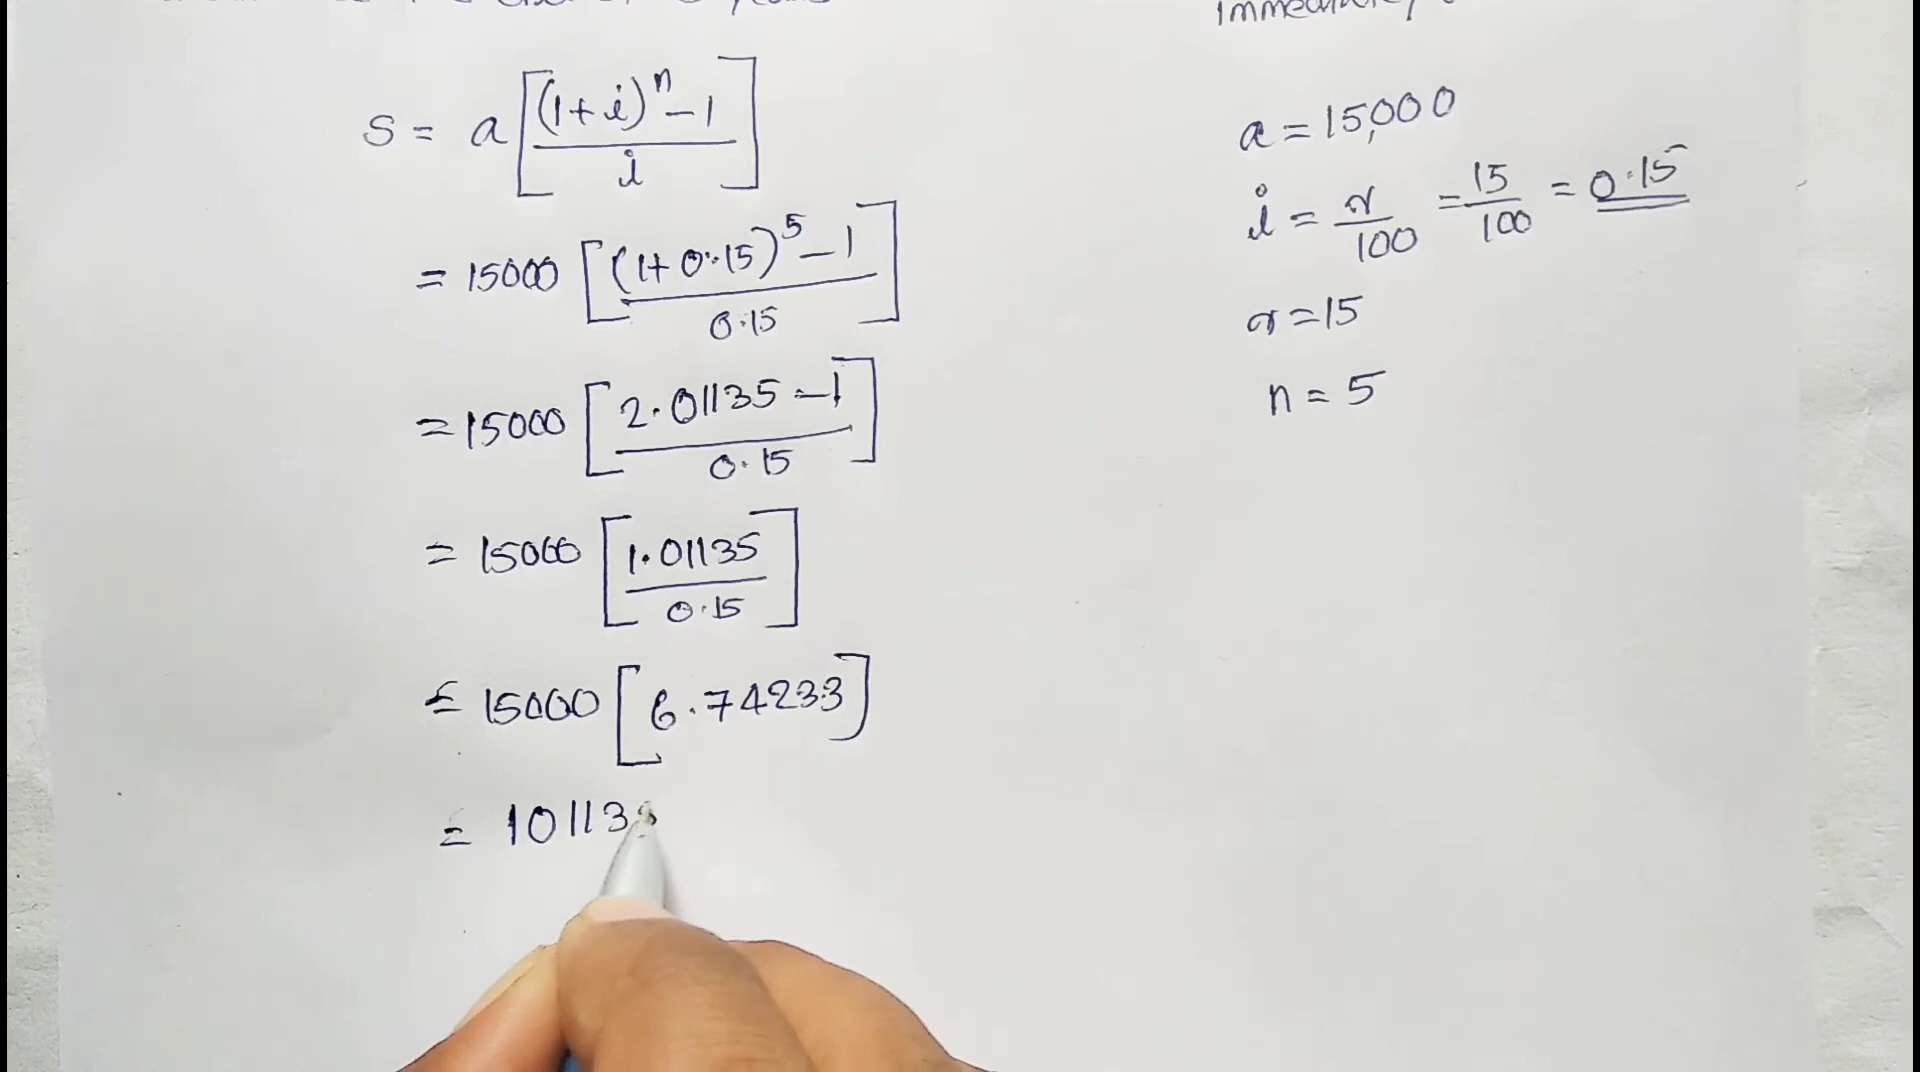 S = a[((1+i)^n - 1)/i]
= 15000 [((1+0.15)^5 - 1)/0.15]
= 15000 [(2.01135 - 1)/0.15]
= 15000 [1.01135/0.15]
= 15000 [6.74233]
= 10113
a = 15,000
i = r/100 = 15/100 = 0.15
r = 15
n = 5